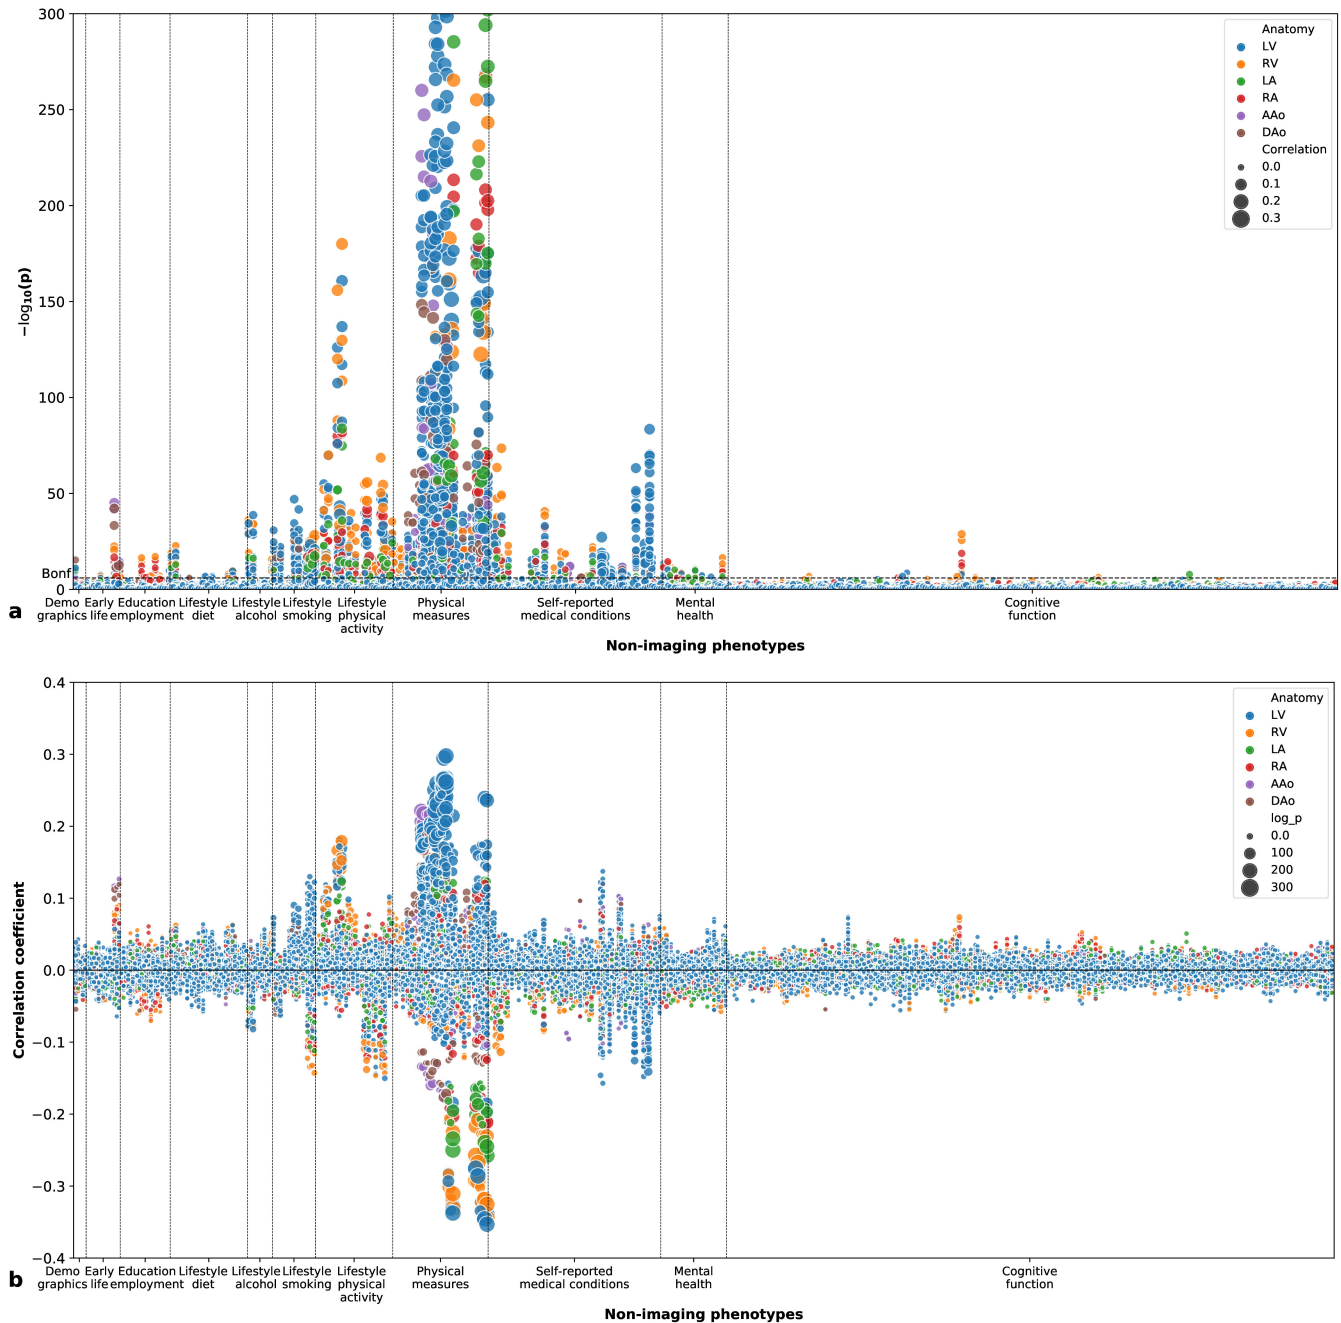 300
250
200
150
100
50
Bonf
0
−log₁₀(p)
Anatomy
LV
RV
LA
RA
AAo
DAo
Correlation
0.0
0.1
0.2
0.3
Demo Early Education Lifestyle Lifestyle Lifestyle Lifestyle Physical Self-reported Mental Cognitive
graphics life employment diet alcohol smoking physical measures medical conditions health function
activity
a
Non-imaging phenotypes
0.4
0.3
0.2
0.1
0.0
−0.1
−0.2
−0.3
−0.4
Correlation coefficient
Anatomy
LV
RV
LA
RA
AAo
DAo
log_p
0.0
100
200
300
Demo Early Education Lifestyle Lifestyle Lifestyle Lifestyle Physical Self-reported Mental Cognitive
graphics life employment diet alcohol smoking physical measures medical conditions health function
activity
b
Non-imaging phenotypes